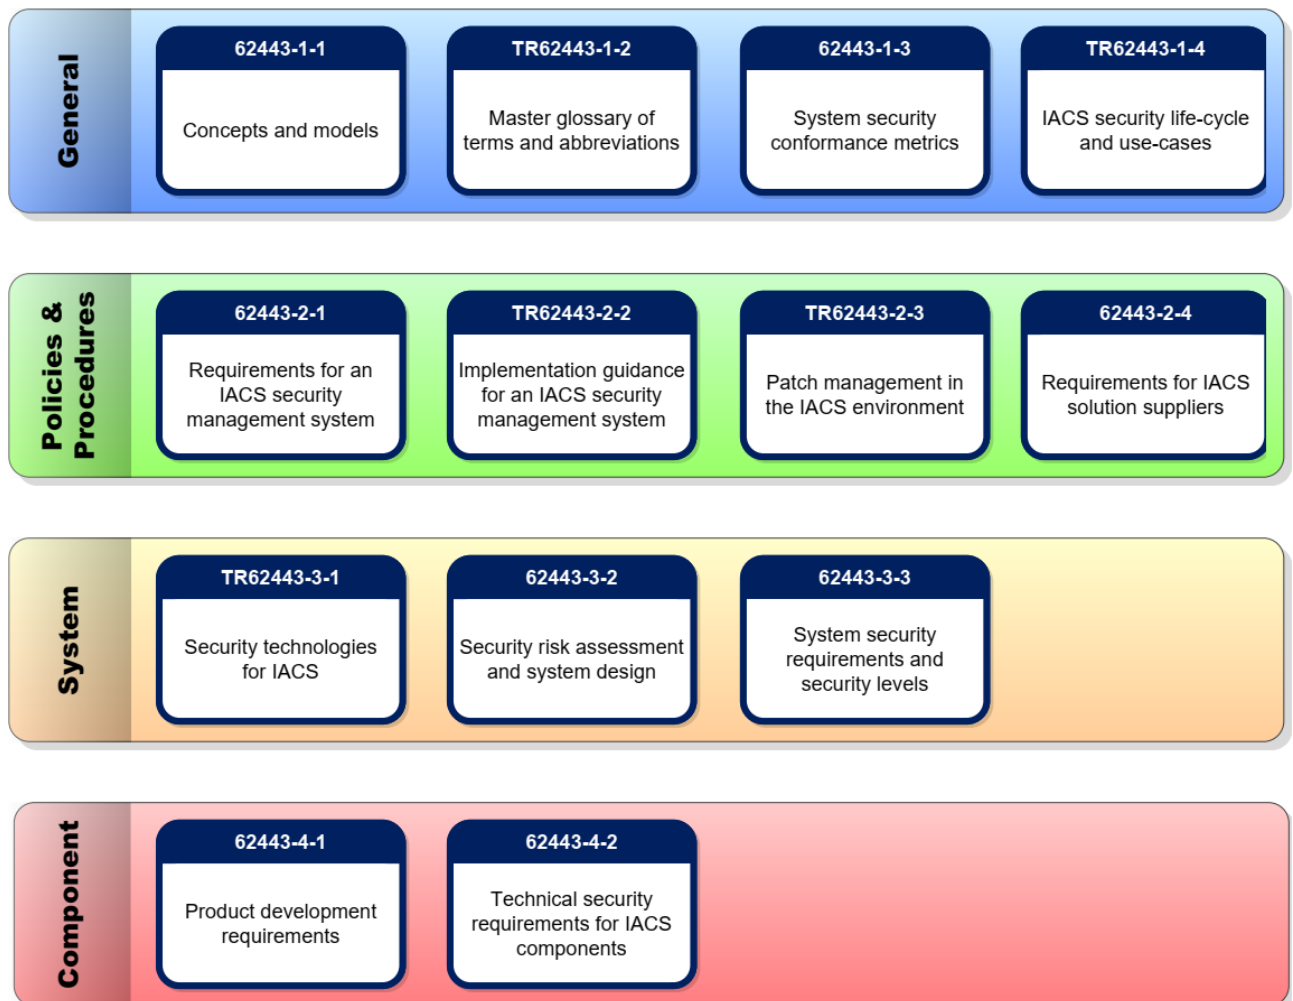 General
62443-1-1
Concepts and models
TR62443-1-2
Master glossary of
terms and abbreviations
62443-1-3
System security
conformance metrics
TR62443-1-4
IACS security life-cycle
and use-cases
Policies &
Procedures
62443-2-1
Requirements for an
IACS security
management system
TR62443-2-2
Implementation guidance
for an IACS security
management system
TR62443-2-3
Patch management in
the IACS environment
62443-2-4
Requirements for IACS
solution suppliers
System
TR62443-3-1
Security technologies
for IACS
62443-3-2
Security risk assessment
and system design
62443-3-3
System security
requirements and
security levels
Component
62443-4-1
Product development
requirements
62443-4-2
Technical security
requirements for IACS
components